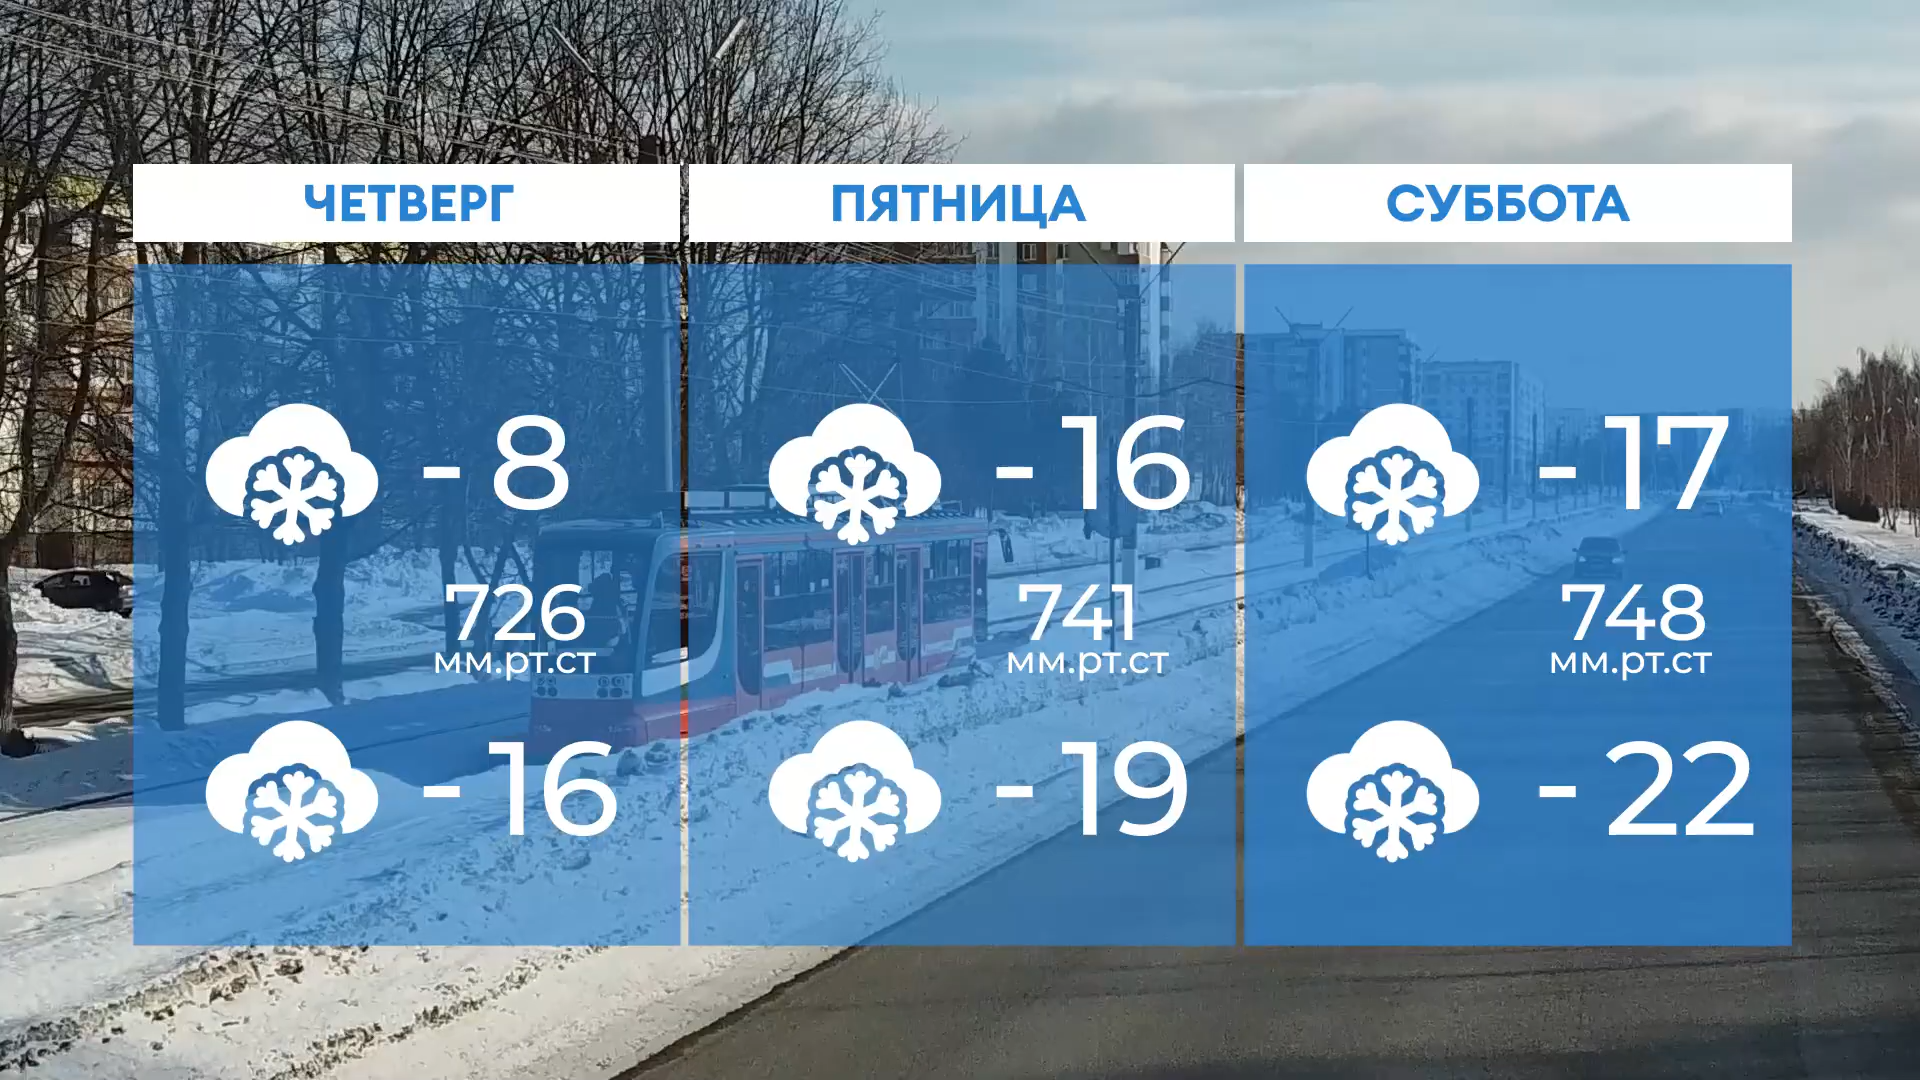 ЧЕТВЕРГ
- 8
726
мм.рт.ст
- 16
ПЯТНИЦА
- 16
741
мм.рт.ст
- 19
СУББОТА
- 17
748
мм.рт.ст
- 22